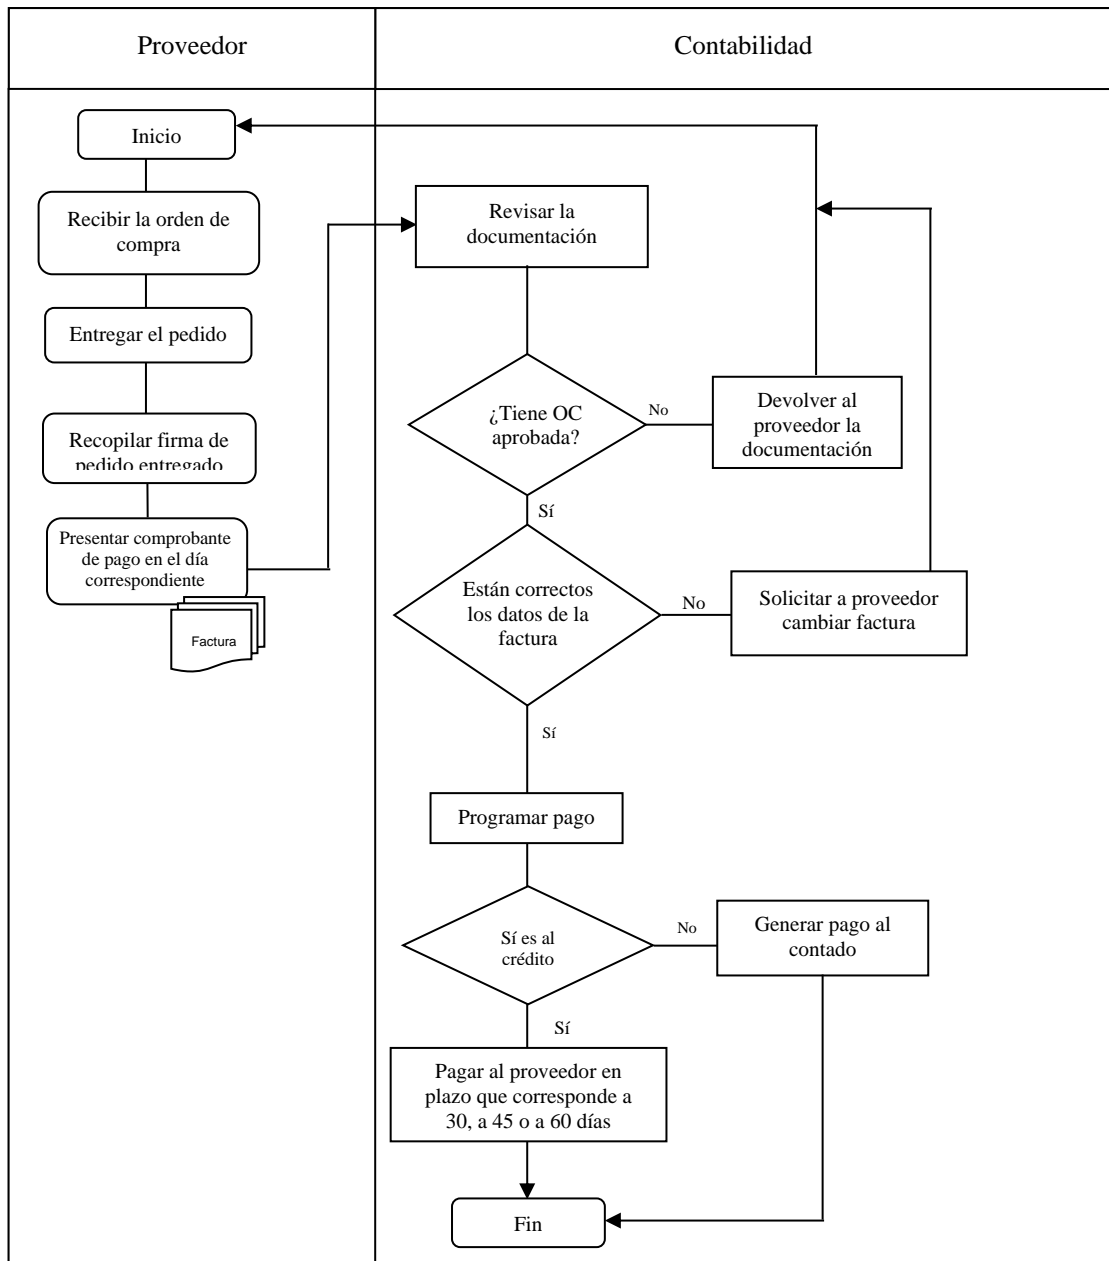 Proveedor
Contabilidad
Inicio
Recibir la orden de
compra
Entregar el pedido
Recopilar firma de
pedido entregado
Presentar comprobante
de pago en el día
correspondiente
Factura
Revisar la
documentación
¿Tiene OC
aprobada?
No
Devolver al
proveedor la
documentación
Sí
Están correctos
los datos de la
factura
No
Solicitar a proveedor
cambiar factura
Sí
Programar pago
Sí es al
crédito
No
Generar pago al
contado
Sí
Pagar al proveedor en
plazo que corresponde a
30, a 45 o a 60 días
Fin